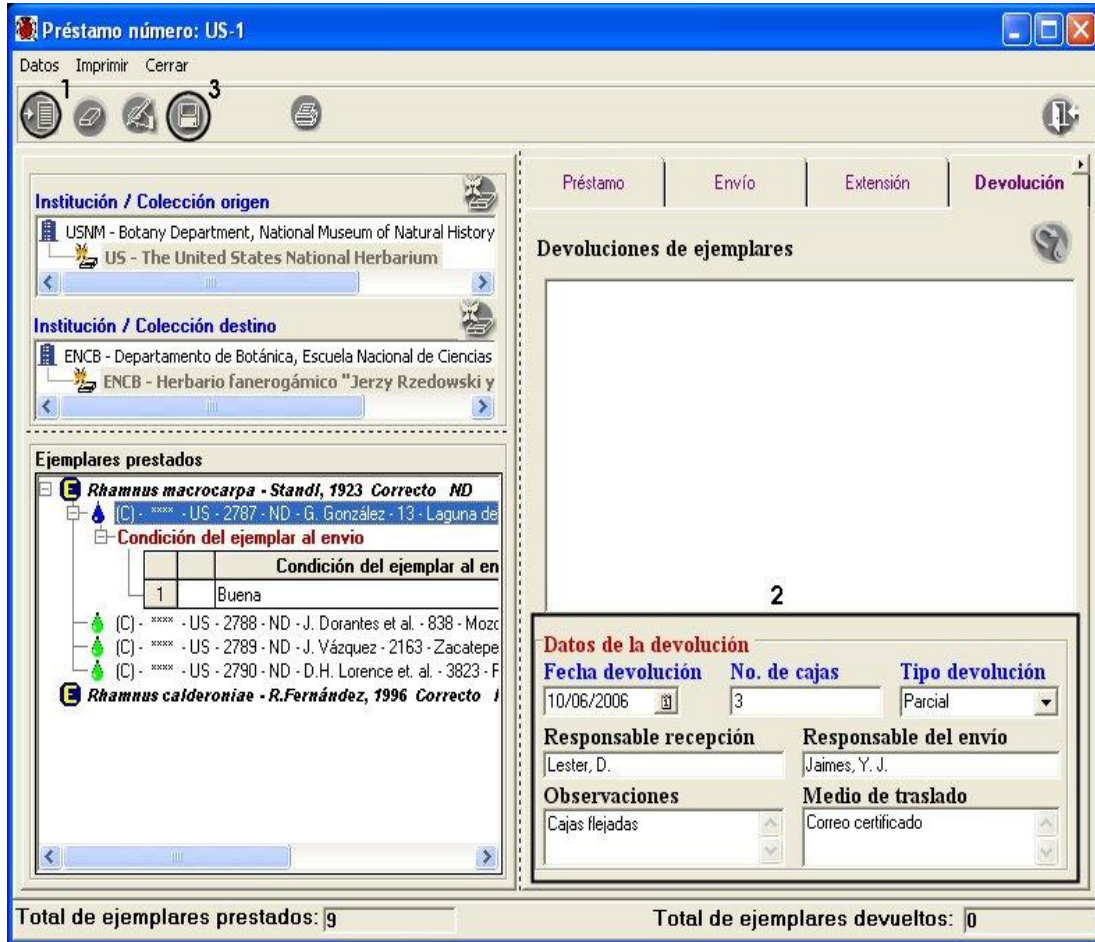 Préstamo número: US-1
Datos Imprimir Cerrar
1 3
Institución / Colección origen
USNM - Botany Department, National Museum of Natural History
US - The United States National Herbarium
Institución / Colección destino
ENCB - Departamento de Botánica, Escuela Nacional de Ciencias
ENCB - Herbario fanerogámico "Jerzy Rzedowski y
Ejemplares prestados
E Rhamnus macrocarpa - Standl, 1923 Correcto ND
(C) - **** - US - 2787 - ND - G. González - 13 - Laguna de
Condición del ejemplar al envio
Condición del ejemplar al en
1 Buena
(C) - **** - US - 2788 - ND - J. Dorantes et al. - 838 - Mozo
(C) - **** - US - 2789 - ND - J. Vázquez - 2163 - Zacatepe
(C) - **** - US - 2790 - ND - D.H. Lorence et. al. - 3823 - F
E Rhamnus calderoniae - R.Fernández, 1996 Correcto
Préstamo Envío Extensión Devolución
Devoluciones de ejemplares
2
Datos de la devolución
Fecha devolución No. de cajas Tipo devolución
10/06/2006 3 Parcial
Responsable recepción Responsable del envío
Lester, D. Jaimes, Y. J.
Observaciones Medio de traslado
Cajas flejadas Correo certificado
Total de ejemplares prestados: 9 Total de ejemplares devueltos: 0